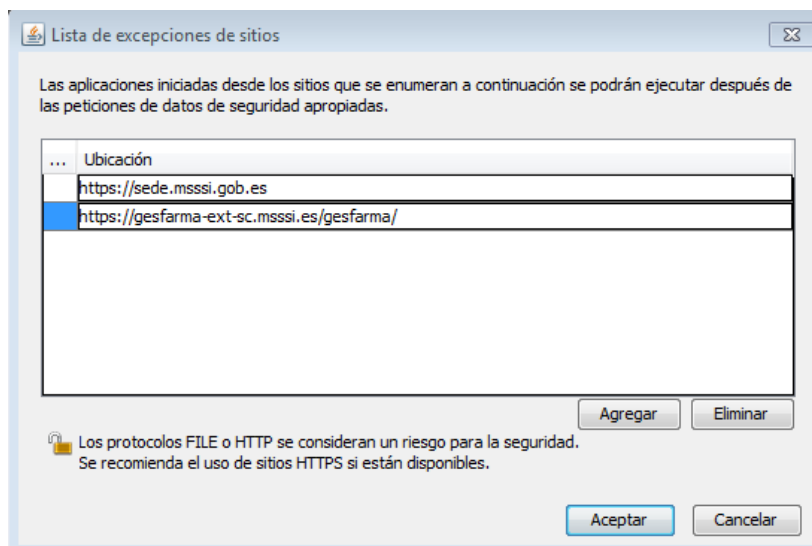 Lista de excepciones de sitios
Las aplicaciones iniciadas desde los sitios que se enumeran a continuación se podrán ejecutar después de
las peticiones de datos de seguridad apropiadas.
... Ubicación
https://sede.msssi.gob.es
https://gesfarma-ext-sc.msssi.es/gesfarma/
Agregar Eliminar
Los protocolos FILE o HTTP se consideran un riesgo para la seguridad.
Se recomienda el uso de sitios HTTPS si están disponibles.
Aceptar Cancelar